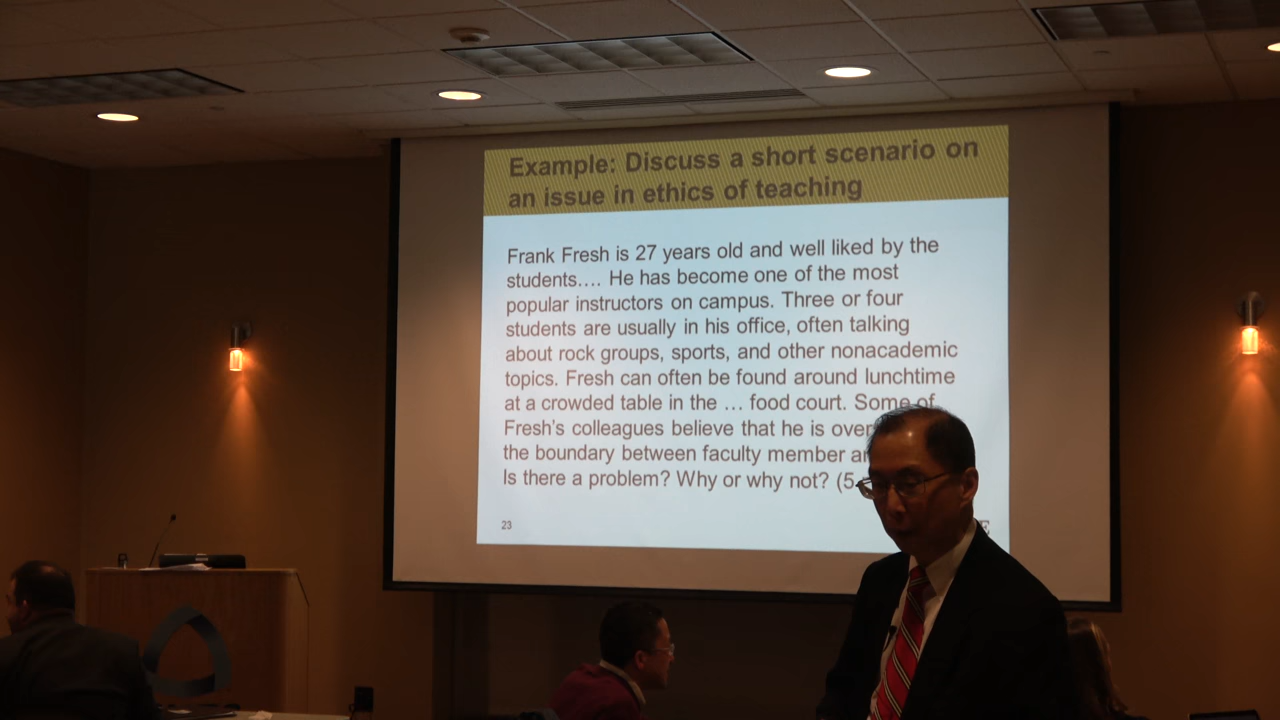 Example: Discuss a short scenario on
an issue in ethics of teaching
Frank Fresh is 27 years old and well liked by the
students…. He has become one of the most
popular instructors on campus. Three or four
students are usually in his office, often talking
about rock groups, sports, and other nonacademic
topics. Fresh can often be found around lunchtime
at a crowded table in the … food court. Some of
Fresh's colleagues believe that he is
the boundary between faculty member
Is there a problem? Why or why not? (5
23
E